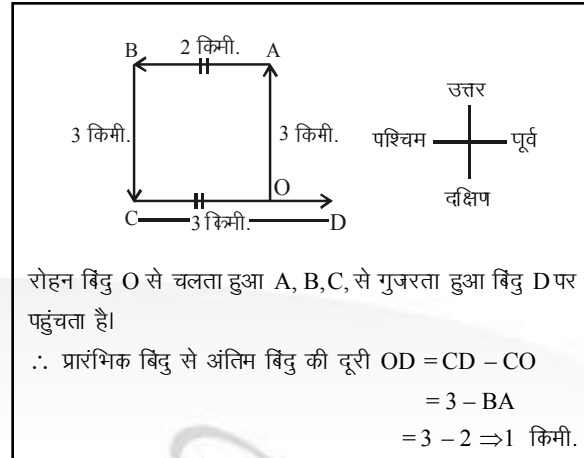 B 2 किमी. A
उत्तर
3 किमी. 3 किमी. पश्चिम पूर्व
O
दक्षिण
C 3 किमी. D
रोहन बिंदु O से चलता हुआ A, B,C, से गुजरता हुआ बिंदु D पर
पहुंचता है।
∴ प्रारंभिक बिंदु से अंतिम बिंदु की दूरी OD = CD – CO
= 3 – BA
= 3 – 2 ⇒1 किमी.